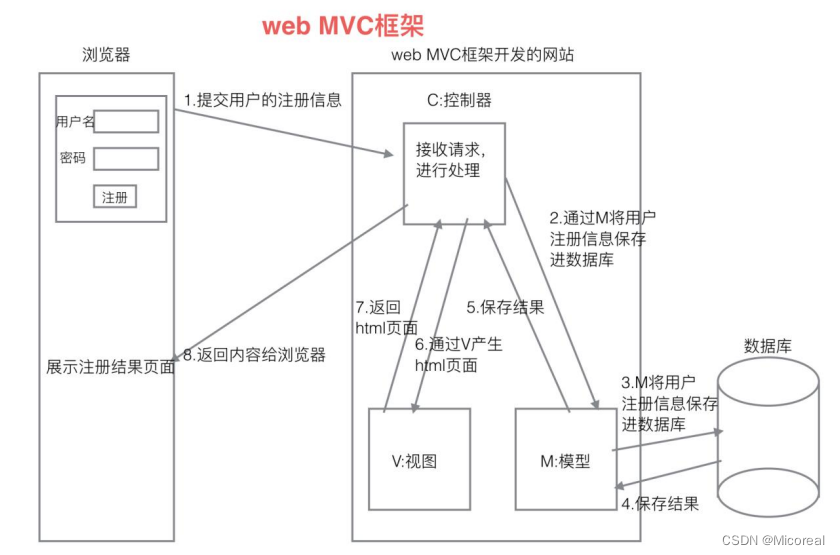 web MVC框架
浏览器
web MVC框架开发的网站
1.提交用户的注册信息
C:控制器
用户名
密码
注册
接收请求,
进行处理
2.通过M将用户
注册信息保存
进数据库
7.返回
html页面
5.保存结果
6.通过V产生
html页面
8.返回内容给浏览器
展示注册结果页面
数据库
3.M将用户
注册信息保存
进数据库
V:视图
M:模型
4.保存结果
CSDN @Micoreal